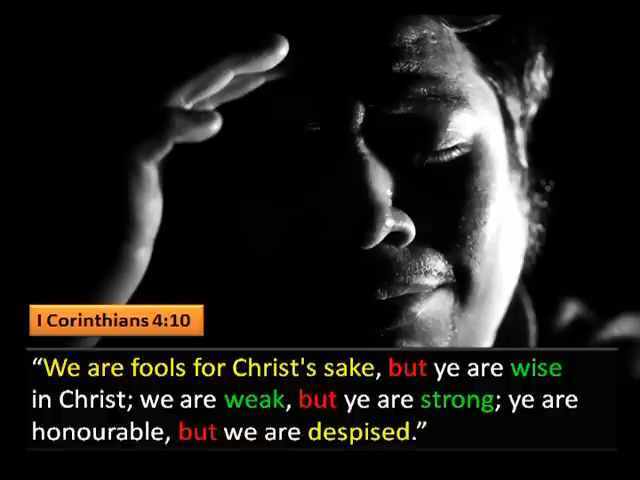 I Corinthians 4:10
“We are fools for Christ's sake, but ye are wise
in Christ; we are weak, but ye are strong; ye are
honourable, but we are despised.”